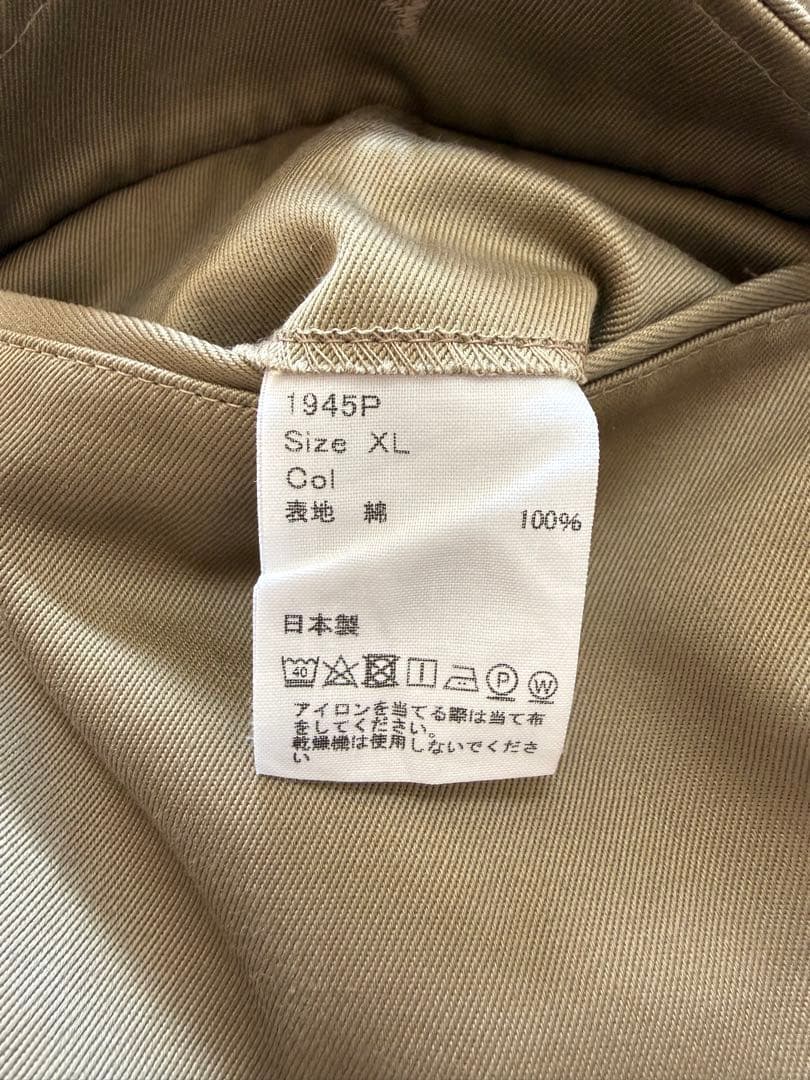 1945P
Size XL
Col
表地 綿 100%
日本製
40 P W
アイロンを当てる際は当て布
をしてください。
乾燥機は使用しないでくださ
い